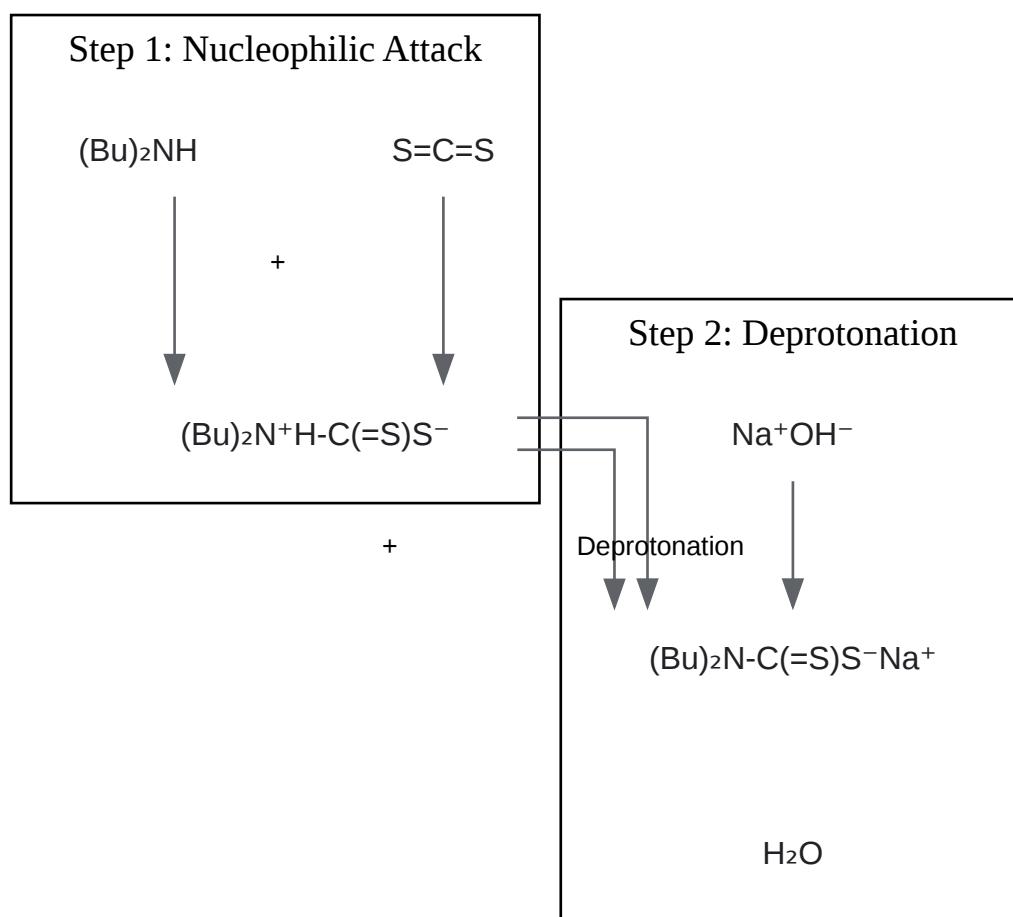 Step 1: Nucleophilic Attack
(Bu)₂NH
S=C=S
+
(Bu)₂N⁺H-C(=S)S⁻
+
Step 2: Deprotonation
Na⁺OH⁻
Deprotonation
(Bu)₂N-C(=S)S⁻Na⁺
H₂O